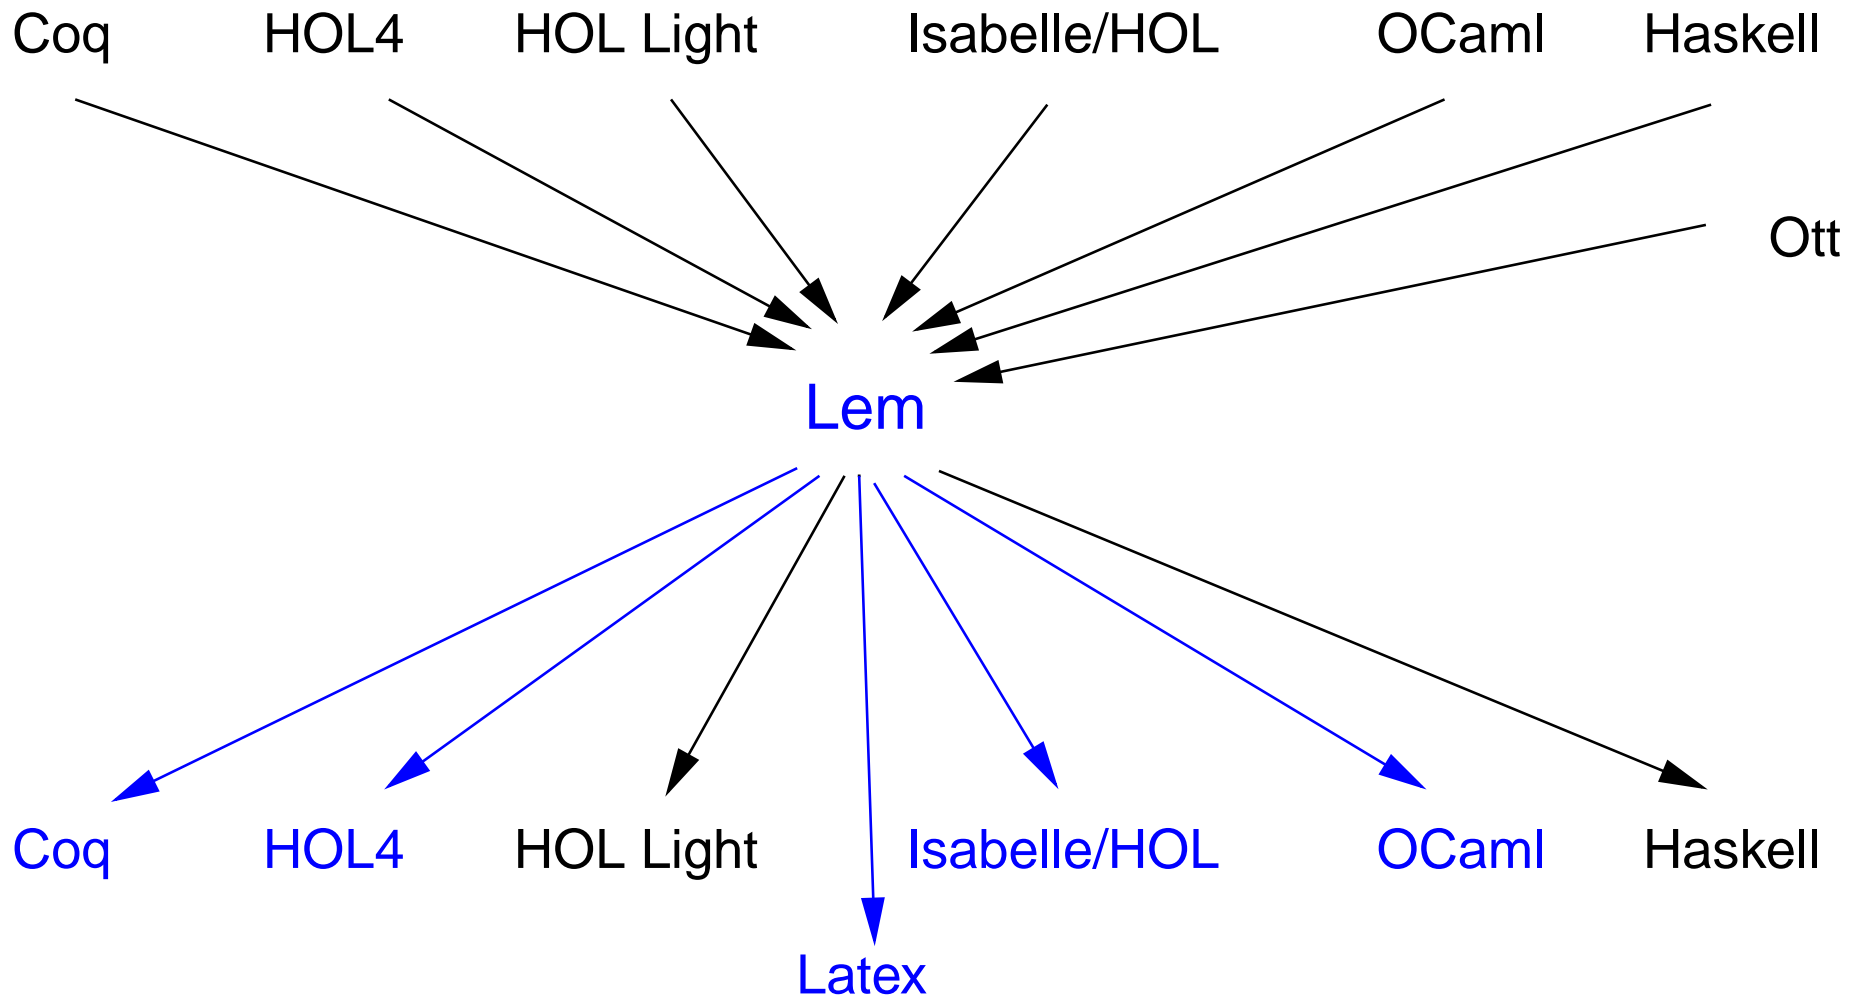 Coq HOL4 HOL Light Isabelle/HOL OCaml Haskell
Ott
Lem
Coq HOL4 HOL Light Isabelle/HOL OCaml Haskell
Latex